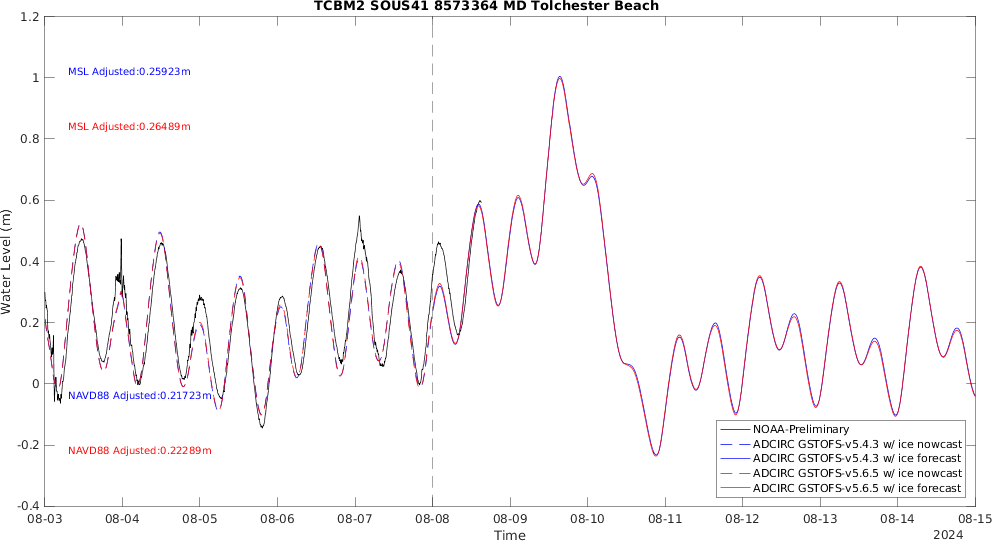 TCBM2 SOUS41 8573364 MD Tolchester Beach
Water Level (m)
1.2
1
0.8
0.6
0.4
0.2
0
-0.2
-0.4
MSL Adjusted:0.25923m
MSL Adjusted:0.26489m
NAVD88 Adjusted:0.21723m
NAVD88 Adjusted:0.22289m
NOAA-Preliminary
ADCIRC GSTOFS-v5.4.3 w/ ice nowcast
ADCIRC GSTOFS-v5.4.3 w/ ice forecast
ADCIRC GSTOFS-v5.6.5 w/ ice nowcast
ADCIRC GSTOFS-v5.6.5 w/ ice forecast
08-03 08-04 08-05 08-06 08-07 08-08 08-09 08-10 08-11 08-12 08-13 08-14 08-15
Time
2024